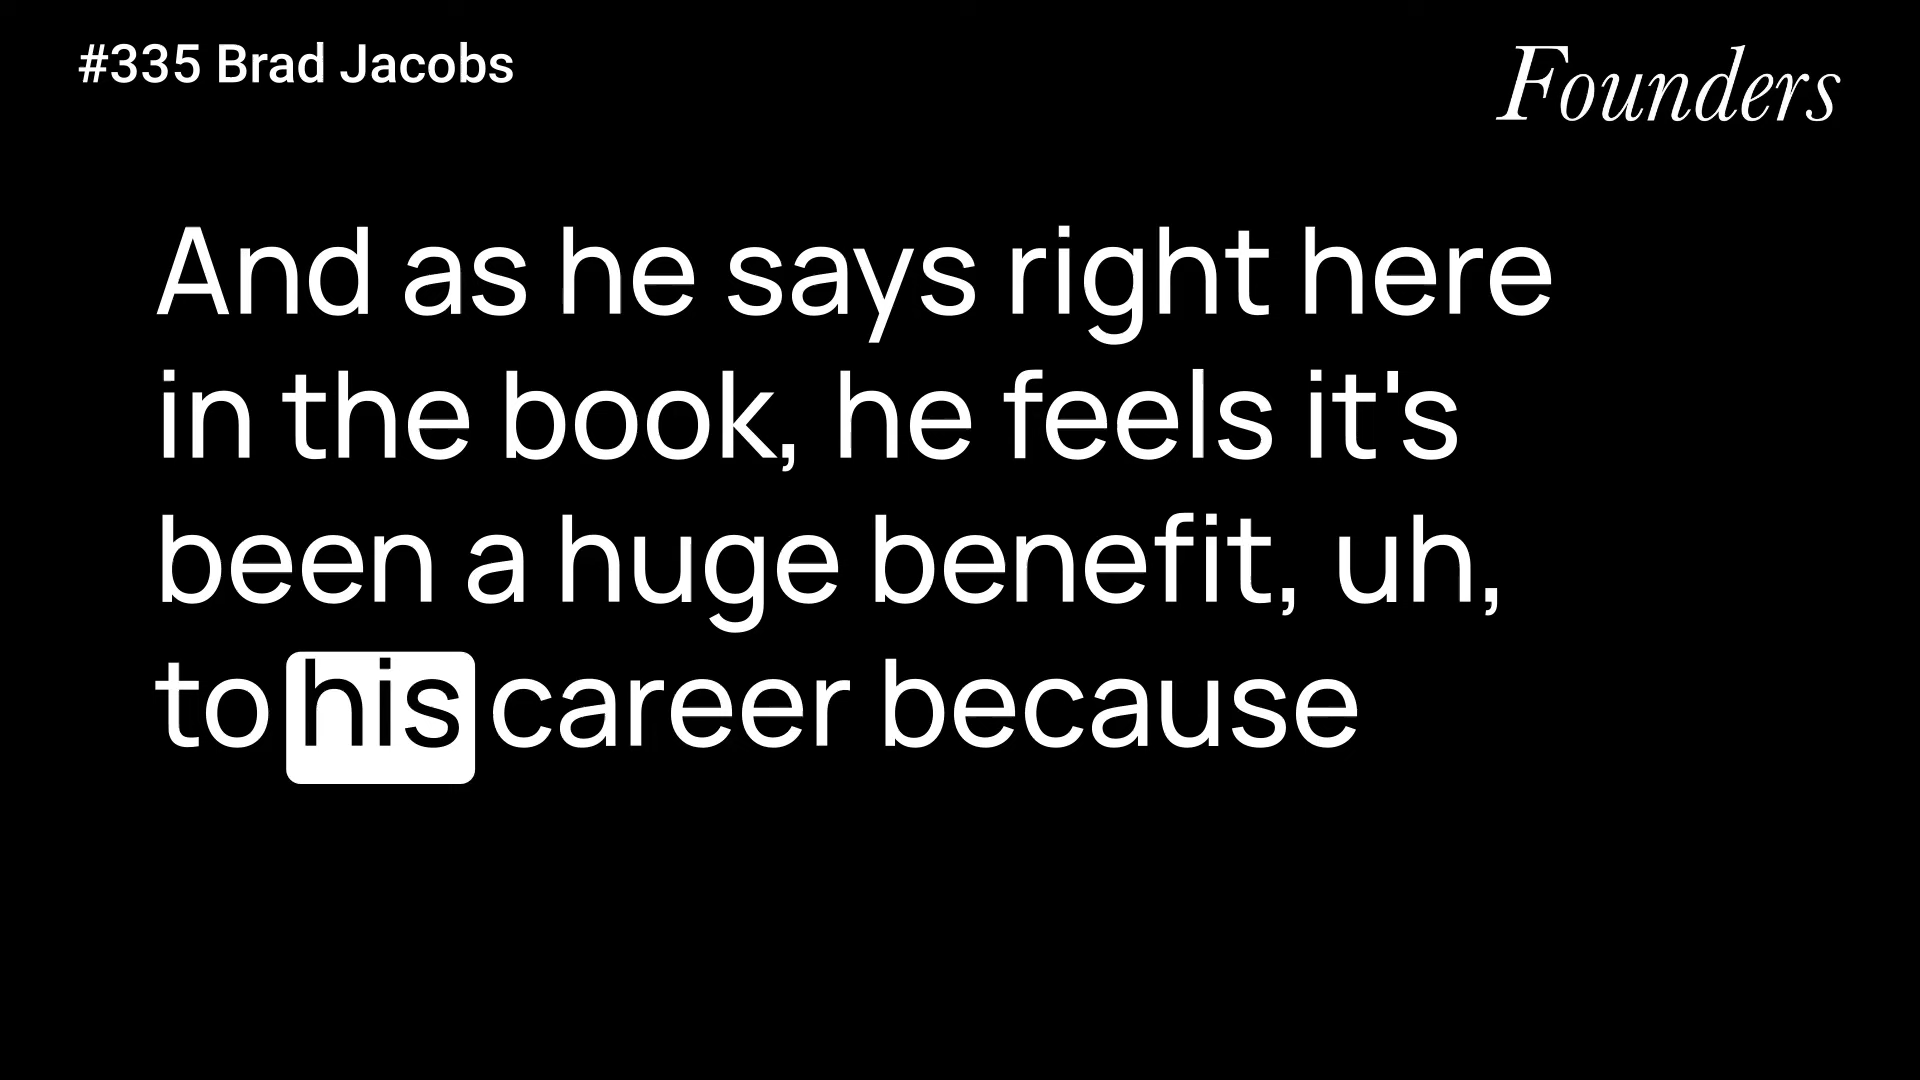 #335 Brad Jacobs
Founders
And as he says right here
in the book, he feels it's
been a huge benefit, uh,
to his career because